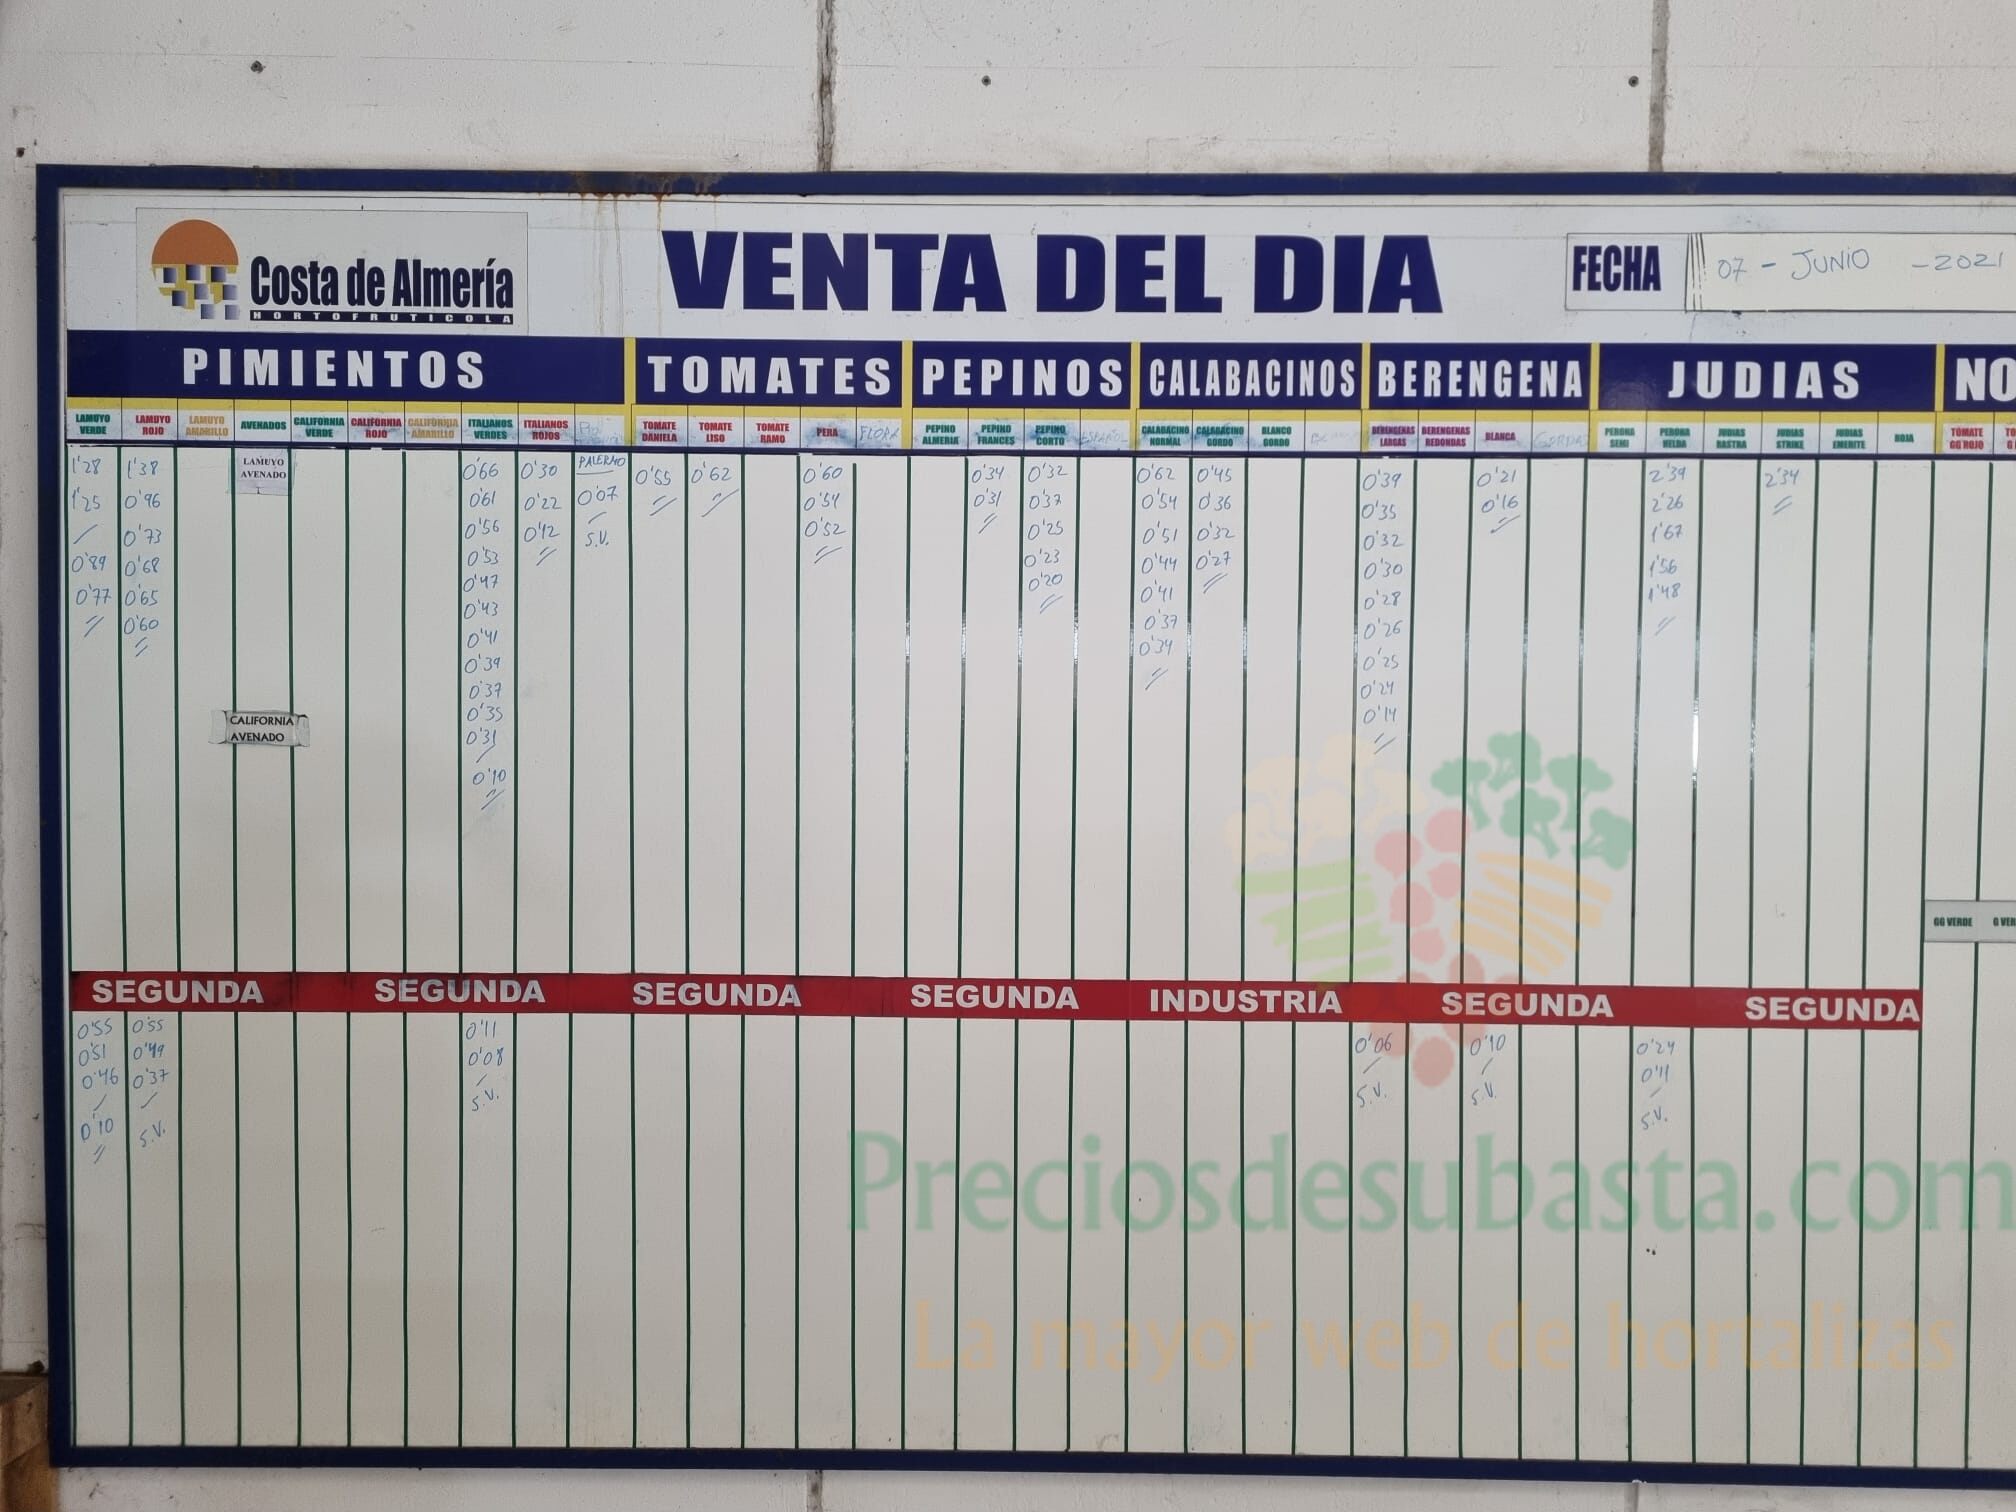 Costa de Almería
HORTOFRUTICOLA
VENTA DEL DIA
FECHA
07 - JUNIO - 2021
PIMIENTOS
TOMATES
PEPINOS
CALABACINOS
BERENGENA
JUDIAS
NO
LAMUYO VERDE
LAMUYO ROJO
LAMUYO AMARILLO
AVENADOS
CALIFORNIA VERDE
CALIFORNIA ROJO
CALIFORNIA AMARILLO
ITALIANOS VERDES
ITALIANOS ROJOS
TOMATE DANIELA
TOMATE LISO
TOMATE RAMO
PERA
FLORA
PEPINO ALMERIA
PEPINO FRANCES
PEPINO CORTO
ESPAÑOL
CALABACINO NORMAL
CALABACINO GORDO
BLANCO GORDO
BERENGENAS LARGAS
BERENGENAS REDONDAS
BLANCA
GORDAS
PERONA SEMI
PERONA HELDA
JUDIAS RASTRA
JUDIAS STRIKE
JUDIAS EMERITE
ROJA
TOMATE GG ROJO
TO
G
1'28
1'25
0'89
0'77
1'38
0'96
0'73
0'68
0'65
0'60
LAMUYO
AVENADO
CALIFORNIA
AVENADO
0'66
0'61
0'56
0'53
0'47
0'43
0'41
0'39
0'37
0'35
0'31
0'10
0'30
0'22
0'12
PALERMO
0'07
S.V.
0'55
0'62
0'60
0'54
0'52
0'34
0'31
0'32
0'37
0'25
0'23
0'20
0'62
0'54
0'51
0'44
0'41
0'37
0'34
0'45
0'36
0'32
0'27
0'39
0'35
0'32
0'30
0'28
0'26
0'25
0'24
0'14
0'21
0'16
2'39
2'26
1'67
1'56
1'48
2'34
GG VERDE
G VER
SEGUNDA
SEGUNDA
SEGUNDA
SEGUNDA
INDUSTRIA
SEGUNDA
SEGUNDA
0'55
0'51
0'46
0'10
0'55
0'49
0'37
S.V.
0'11
0'08
S.V.
0'06
S.V.
0'10
S.V.
0'24
0'11
S.V.
Preciosdesubasta.com
La mayor web de hortalizas